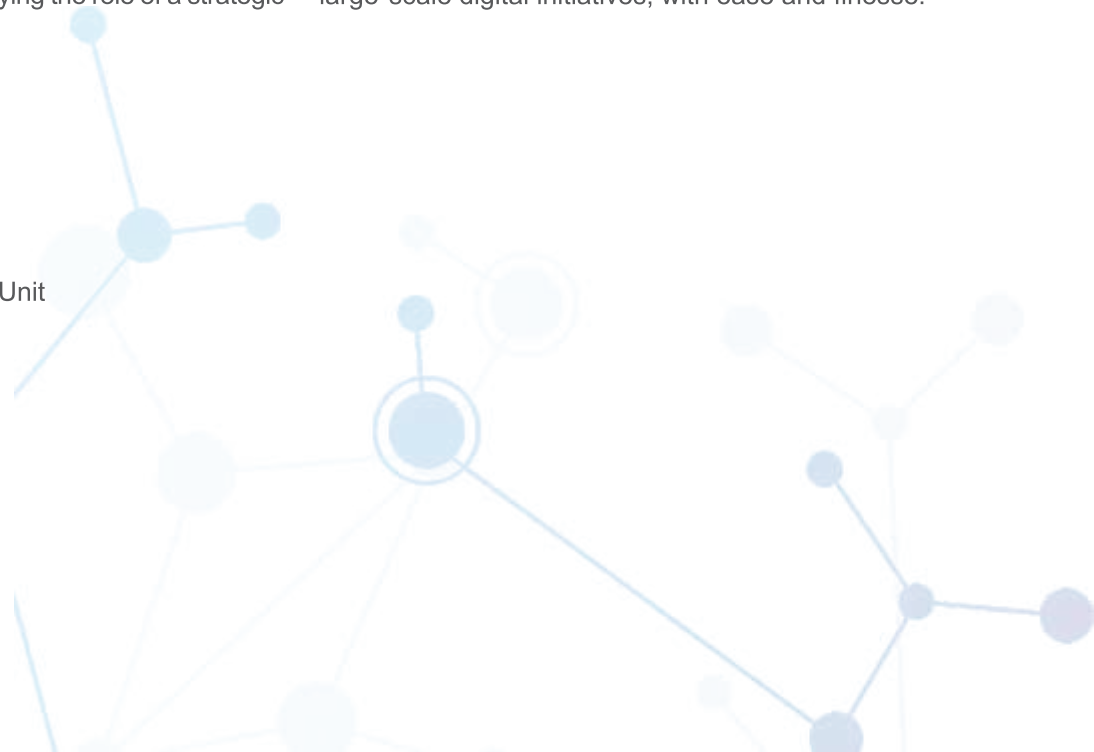 ying the role of a strategic
large-scale digital initiatives, with ease and finesse.
Unit